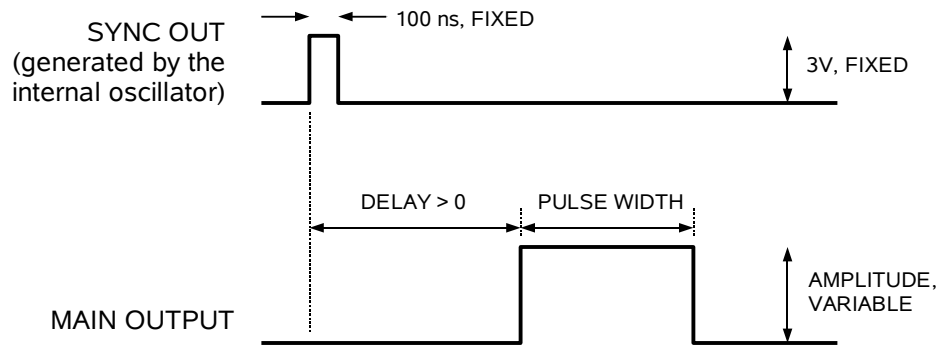 100 ns, FIXED
SYNC OUT
(generated by the
internal oscillator)
3V, FIXED
DELAY > 0
PULSE WIDTH
AMPLITUDE,
VARIABLE
MAIN OUTPUT